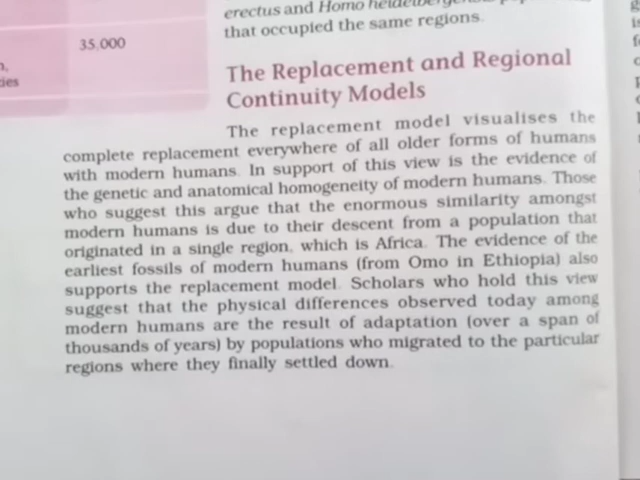 35,000
ies
erectus and Homo
that occupied the same regions.
The Replacement and Regional
Continuity Models
The replacement model visualises the
complete replacement everywhere of all older forms of humans
with modern humans. In support of this view is the evidence of
the genetic and anatomical homogeneity of modern humans. Those
who suggest this argue that the enormous similarity amongst
modern humans is due to their descent from a population that
originated in a single region, which is Africa. The evidence of the
earliest fossils of modern humans (from Omo in Ethiopia) also
supports the replacement model. Scholars who hold this view
suggest that the physical differences observed today among
modern humans are the result of adaptation (over a span of
thousands of years) by populations who migrated to the particular
regions where they finally settled down.